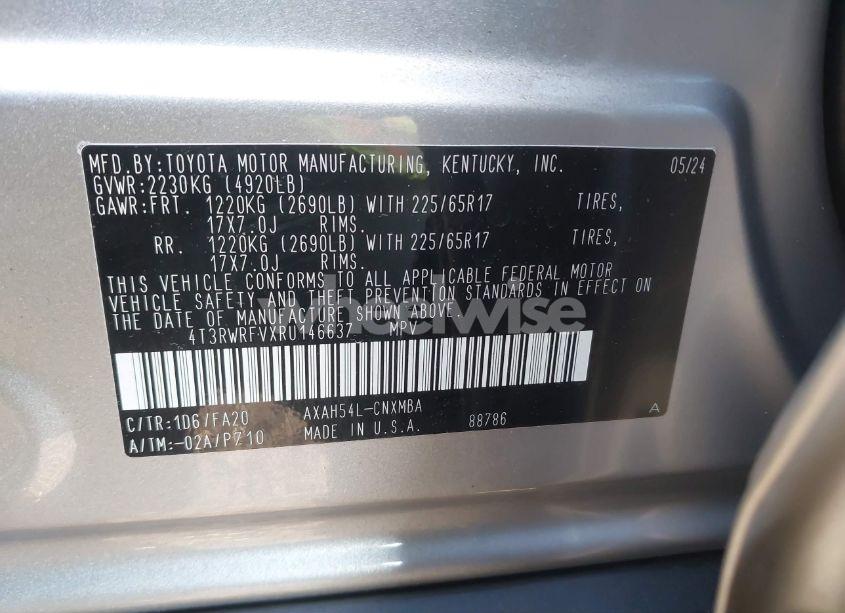 MFD.BY:TOYOTA MOTOR MANUFACTURING, KENTUCKY, INC. 05/24
GVWR:2230KG (4920LB)
GAWR:FRT. 1220KG (2690LB) WITH 225/65R17 TIRES,
17X7.0J RIMS.
RR. 1220KG (2690LB) WITH 225/65R17 TIRES,
17X7.0J RIMS.
THIS VEHICLE CONFORMS TO ALL APPLICABLE FEDERAL MOTOR
VEHICLE SAFETY AND THEFT PREVENTION STANDARDS IN EFFECT ON
THE DATE OF MANUFACTURE SHOWN ABOVE.
wheelwise
4T3RWRFVXRU146637 MPV
C/TR:1D6/FA20 AXAH54L-CNXMBA
A/TM:-02A/P710 MADE IN U.S.A. 88786 A